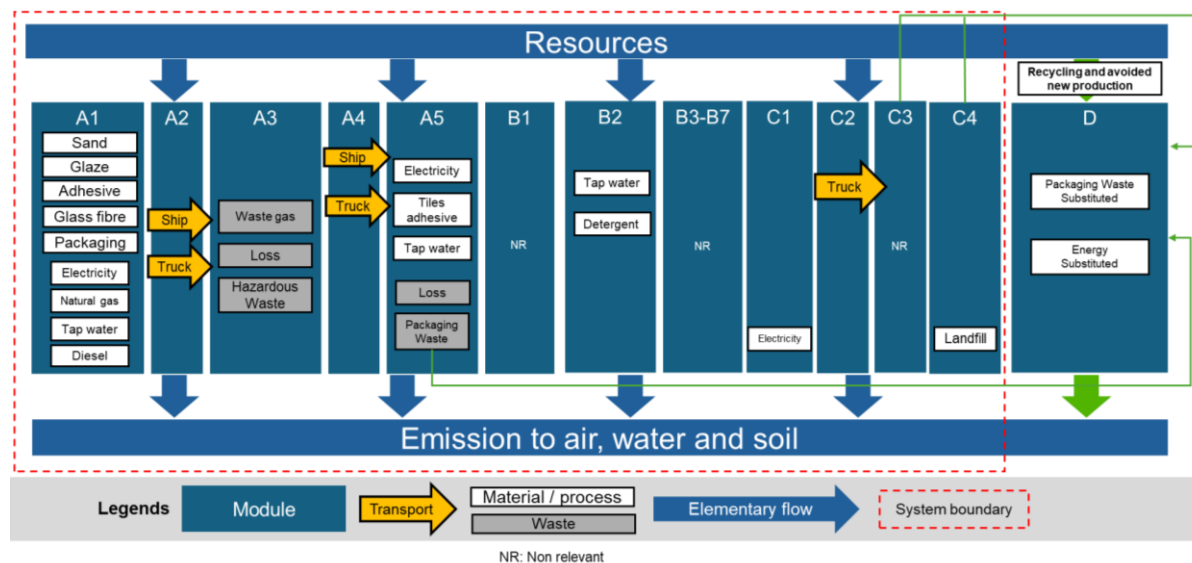 Resources
Recycling and avoided
new production
A1
Sand
Glaze
Adhesive
Glass fibre
Packaging
Electricity
Natural gas
Tap water
Diesel
A2
Ship
Truck
A3
Waste gas
Loss
Hazardous
Waste
A4
Ship
Truck
A5
Electricity
Tiles
adhesive
Tap water
Loss
Packaging
Waste
B1
NR
B2
Tap water
Detergent
B3-B7
NR
C1
Electricity
C2
Truck
C3
NR
C4
Landfill
D
Packaging Waste
Substituted
Energy
Substituted
Emission to air, water and soil
Legends
Module
Transport
Material / process
Waste
Elementary flow
System boundary
NR: Non relevant